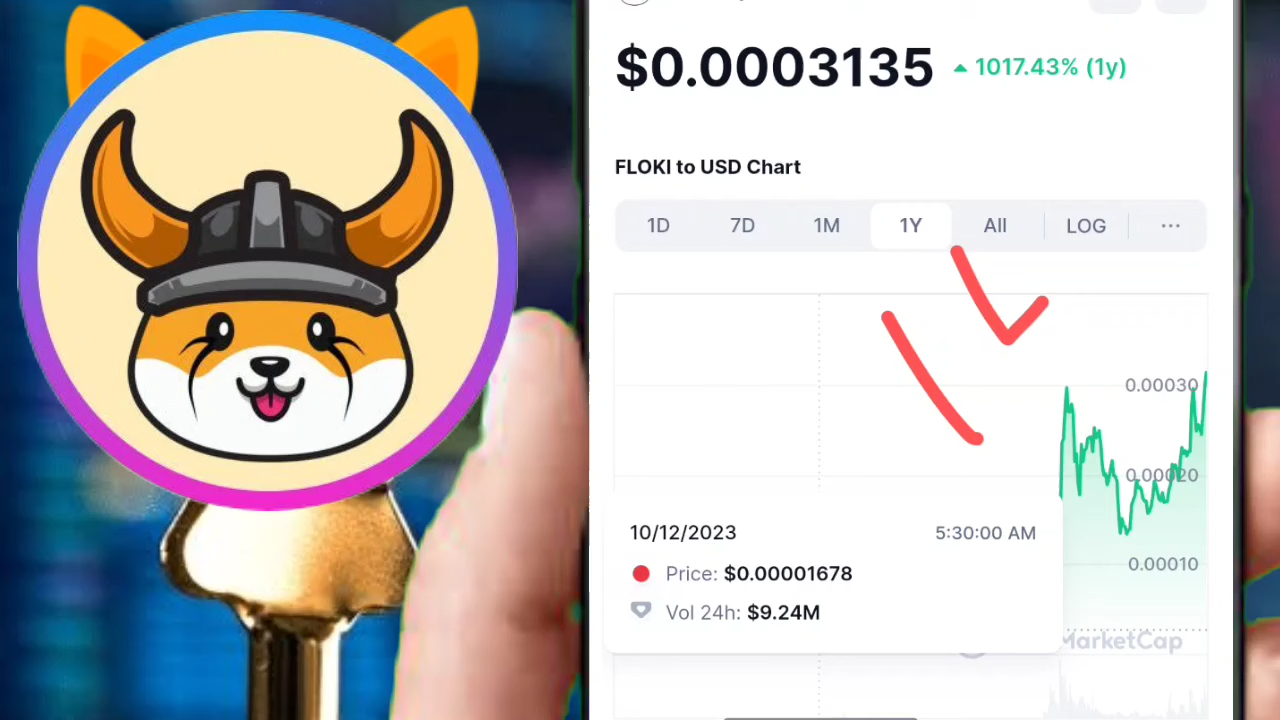 $0.0003135 1017.43% (1y)
FLOKI to USD Chart
1D 7D 1M 1Y All LOG ...
0.00030
0.00020
10/12/2023 5:30:00 AM
Price: $0.00001678
0.00010
Vol 24h: $9.24M
MarketCap